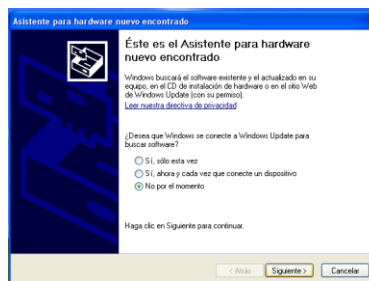 Asistente para hardware nuevo encontrado
Éste es el Asistente para hardware
nuevo encontrado
Windows buscará el software existente y el actualizado en su
equipo, en el CD de instalación de hardware o en el sitio Web
de Windows Update (con su permiso).
Leer nuestra directiva de privacidad
¿Desea que Windows se conecte a Windows Update para
buscar software?
Sí, sólo esta vez
Sí, ahora y cada vez que conecte un dispositivo
No por el momento
Haga clic en Siguiente para continuar.
< Atrás Siguiente > Cancelar